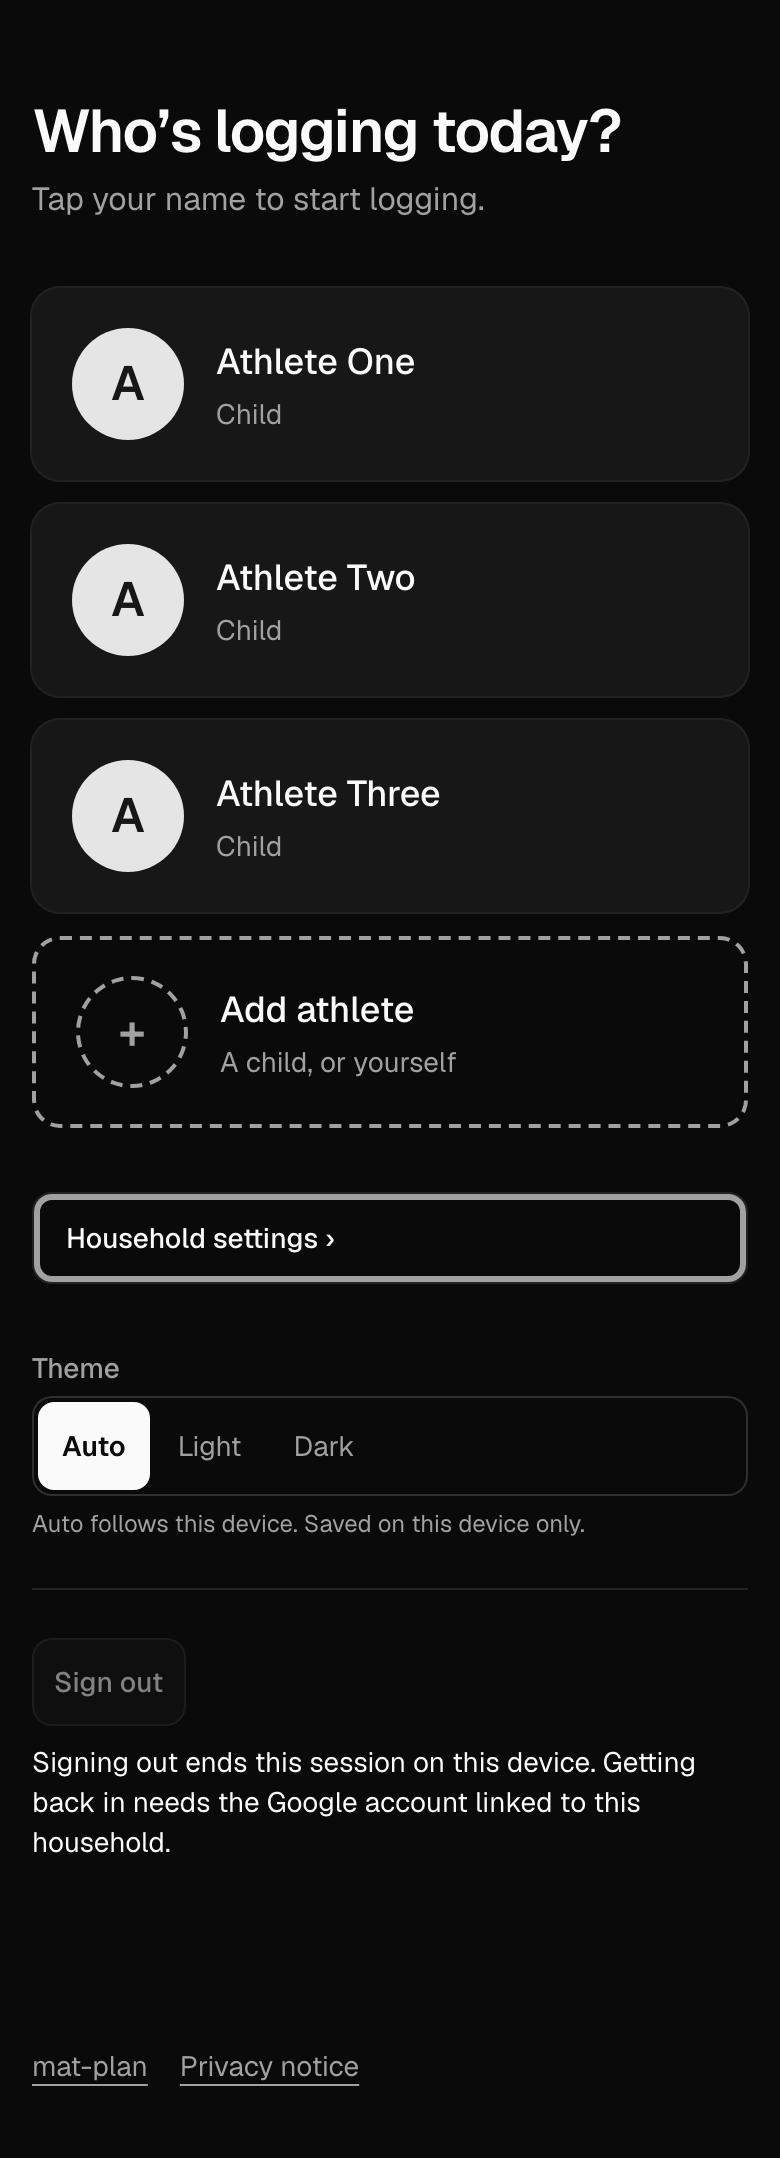 Who’s logging today?
Tap your name to start logging.
A
Athlete One
Child
A
Athlete Two
Child
A
Athlete Three
Child
+
Add athlete
A child, or yourself
Household settings ›
Theme
Auto Light Dark
Auto follows this device. Saved on this device only.
Sign out
Signing out ends this session on this device. Getting
back in needs the Google account linked to this
household.
mat-plan Privacy notice